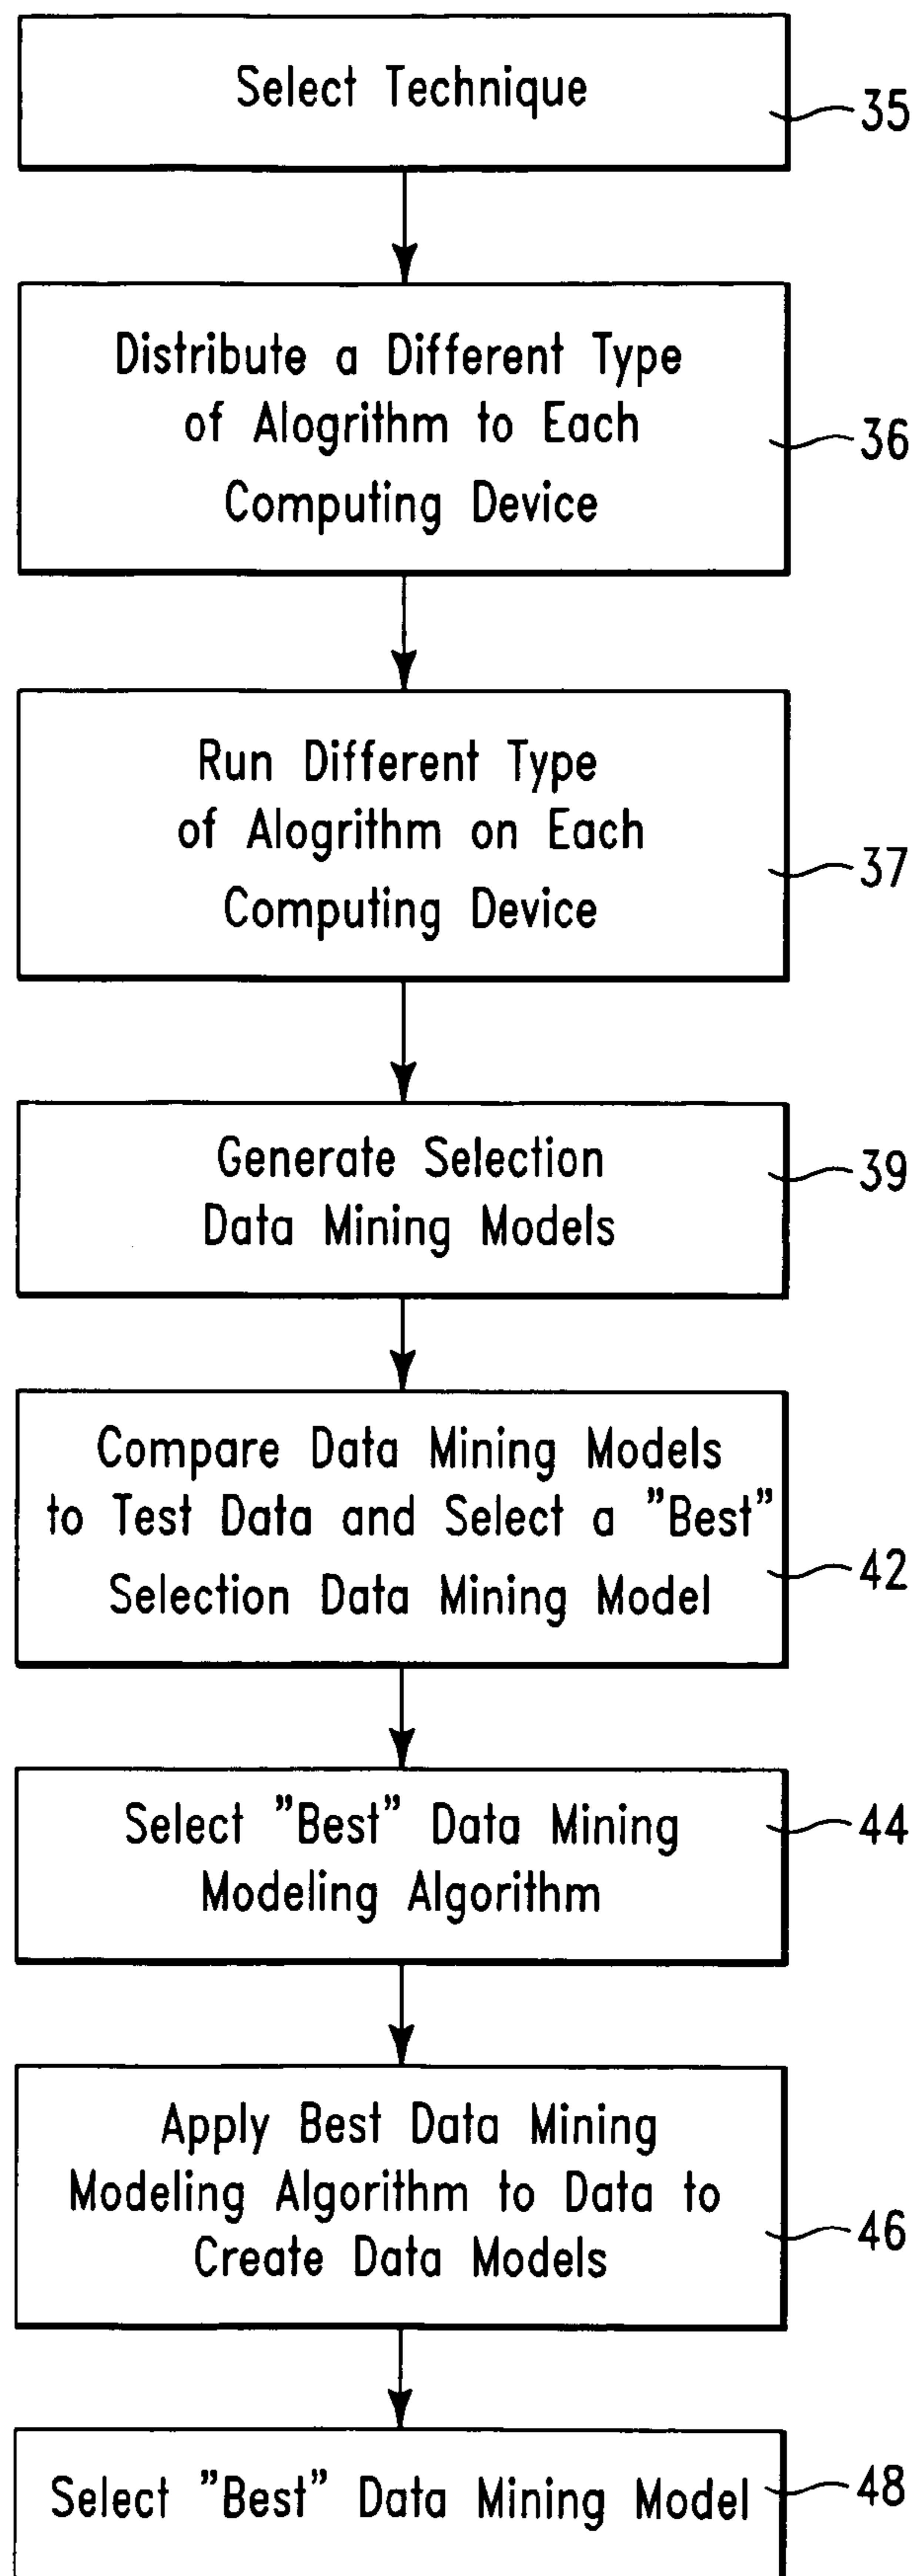 Select Technique
35
Distribute a Different Type
of Alogrithm to Each
Computing Device
36
Run Different Type
of Alogrithm on Each
Computing Device
37
Generate Selection
Data Mining Models
39
Compare Data Mining Models
to Test Data and Select a ”Best”
Selection Data Mining Model
42
Select ”Best” Data Mining
Modeling Algorithm
44
Apply Best Data Mining
Modeling Algorithm to Data to
Create Data Models
46
Select ”Best” Data Mining Model
48